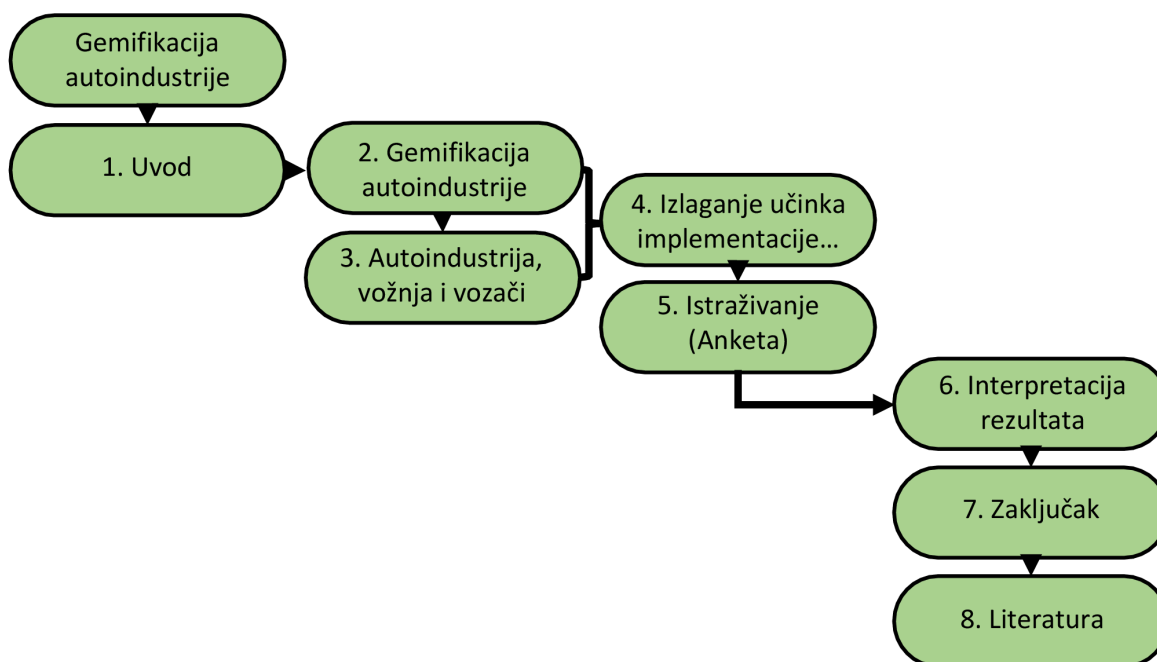 Gemifikacija
autoindustrije
1. Uvod
2. Gemifikacija
autoindustrije
3. Autoindustrija,
vožnja i vozači
4. Izlaganje učinka
implementacije…
5. Istraživanje
(Anketa)
6. Interpretacija
rezultata
7. Zaključak
8. Literatura